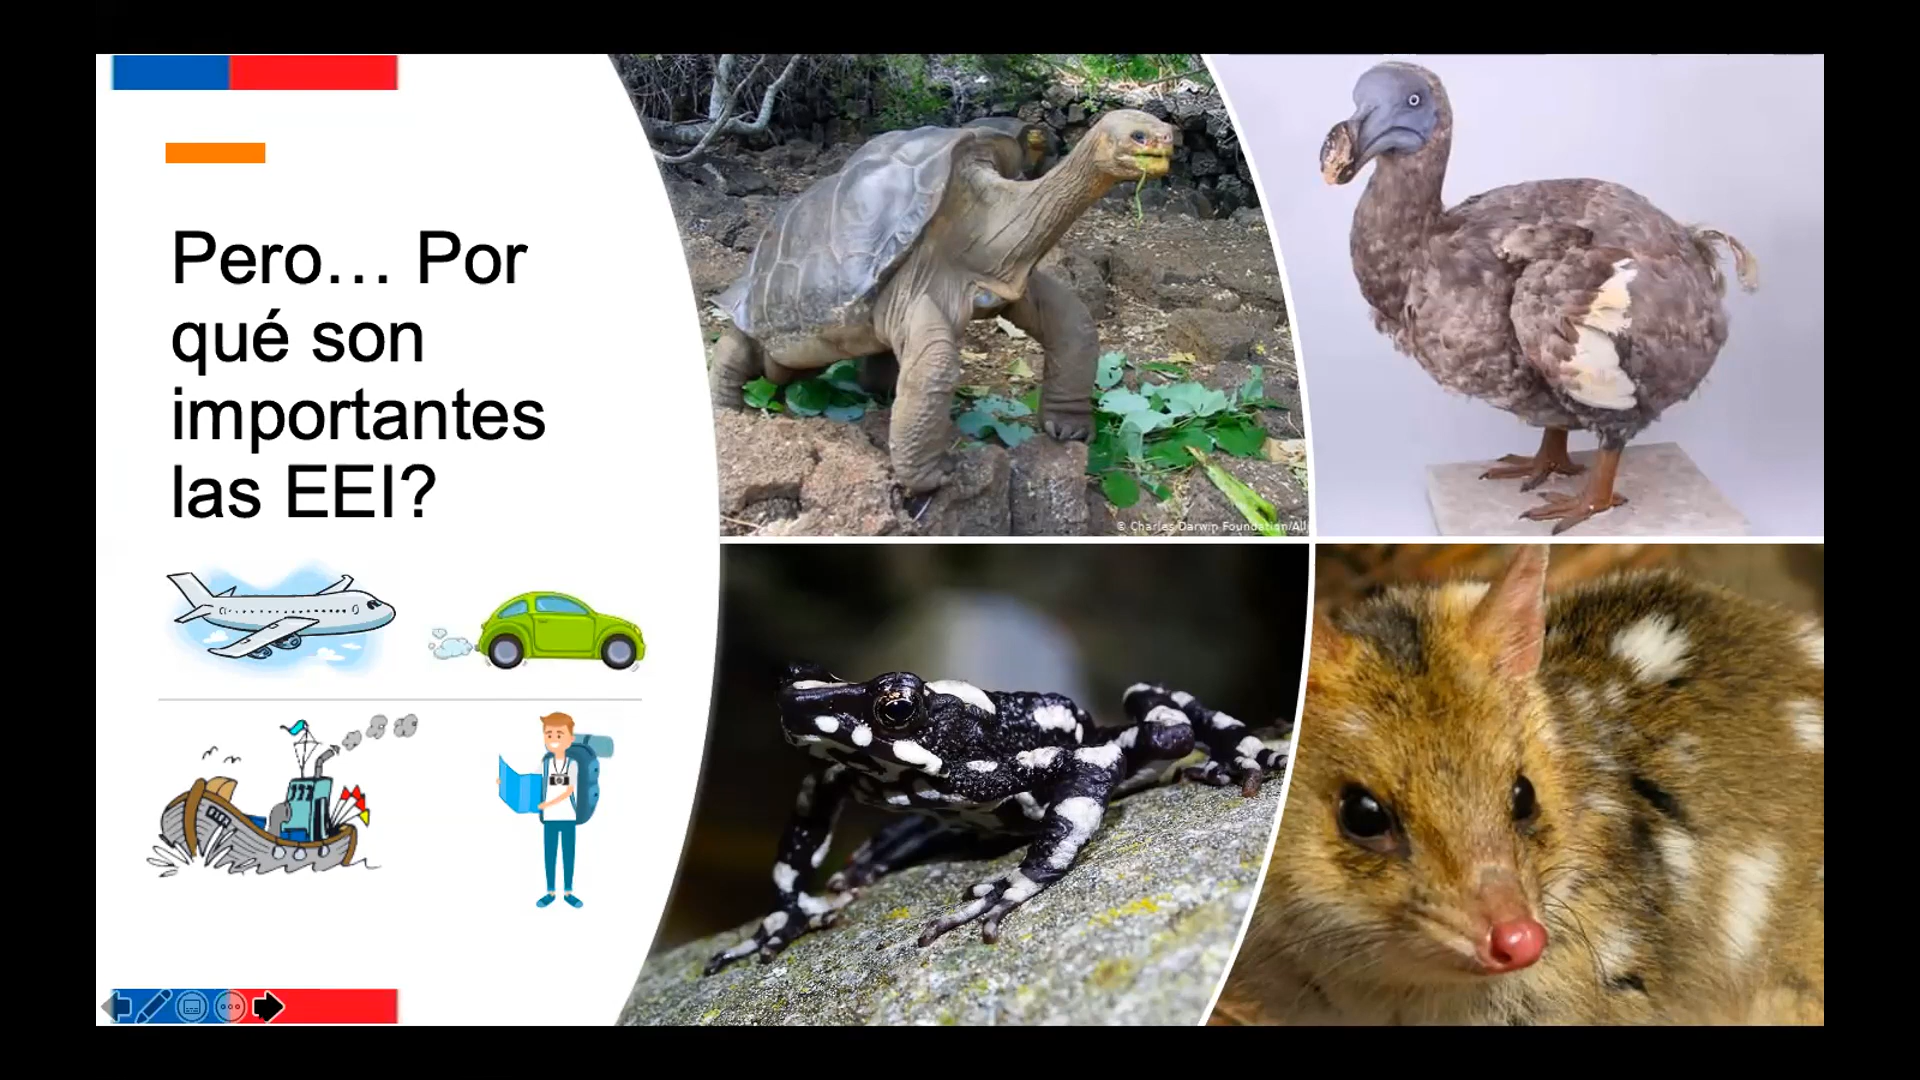 Pero… Por
qué son
importantes
las EEI?
© Charles Darwin Foundation/All